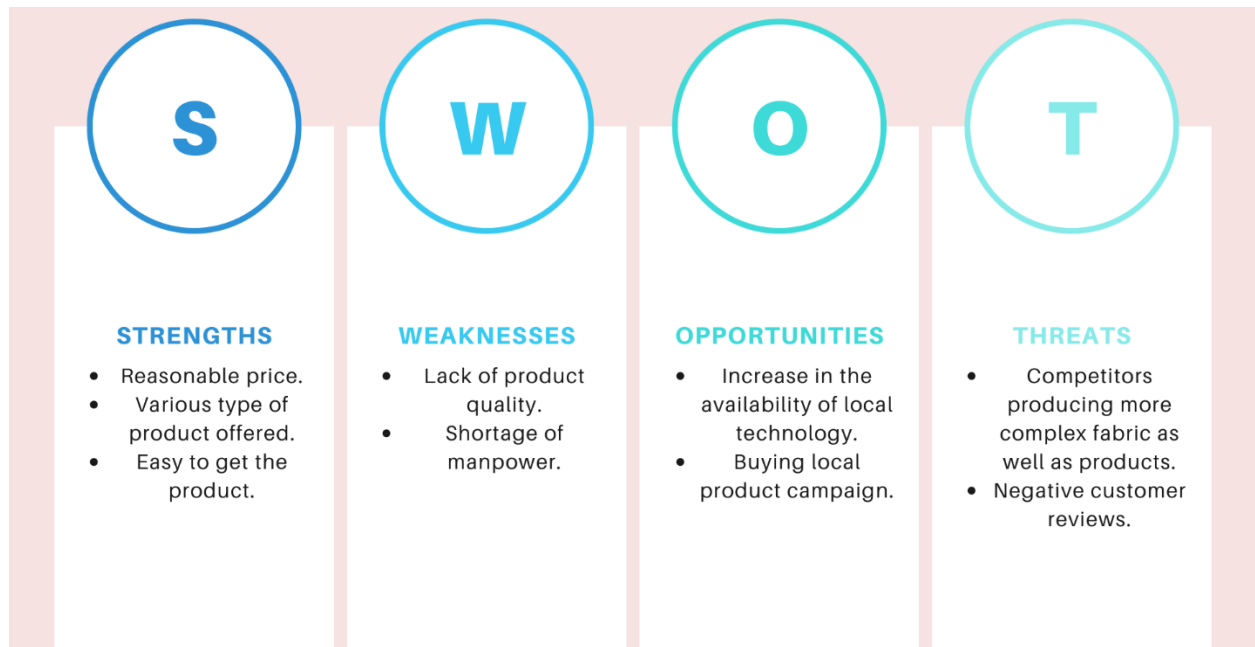 S
STRENGTHS
• Reasonable price.
• Various type of
product offered.
• Easy to get the
product.
W
WEAKNESSES
• Lack of product
quality.
• Shortage of
manpower.
O
OPPORTUNITIES
• Increase in the
availability of local
technology.
• Buying local
product campaign.
T
THREATS
• Competitors
producing more
complex fabric as
well as products.
• Negative customer
reviews.